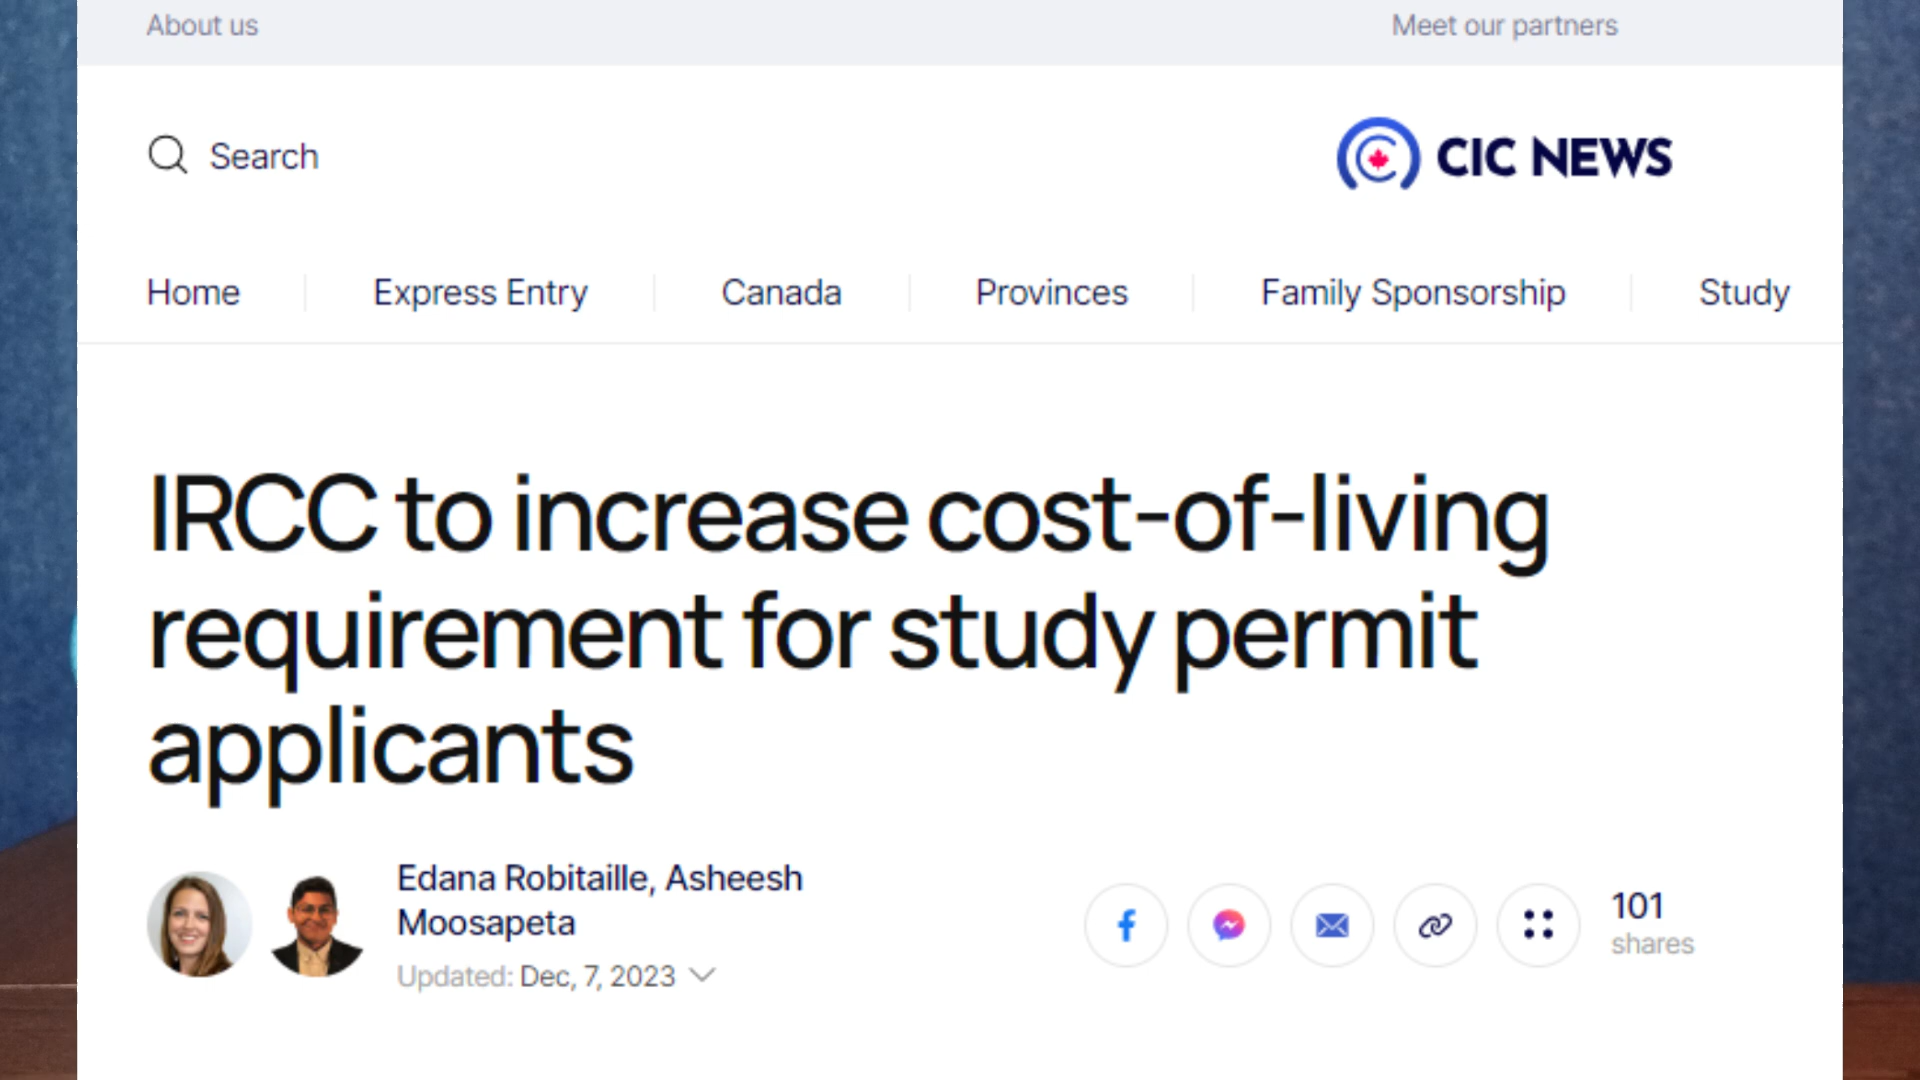 About us
Meet our partners
Search
CIC NEWS
Home
Express Entry
Canada
Provinces
Family Sponsorship
Study
IRCC to increase cost-of-living
requirement for study permit
applicants
Edana Robitaille, Asheesh
Moosapeta
Updated: Dec, 7, 2023
101
shares